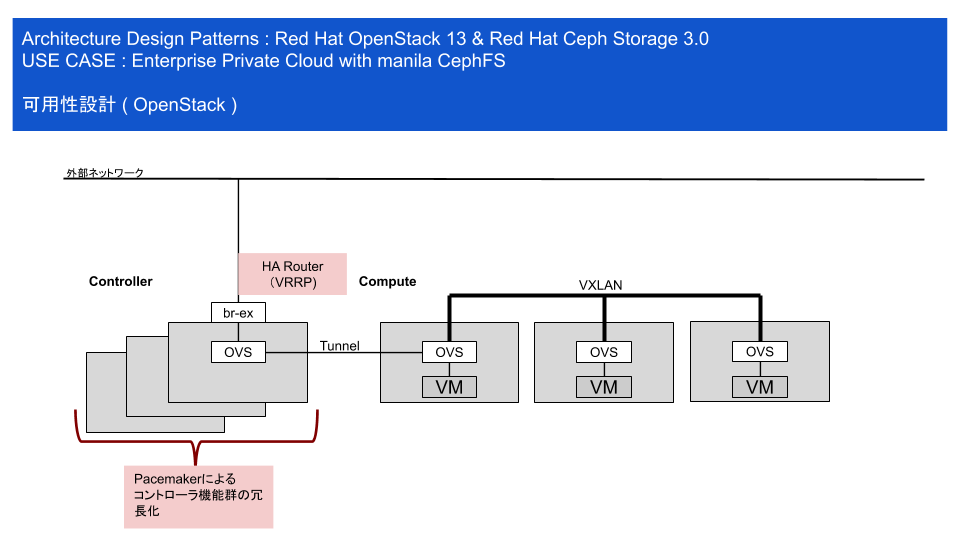 Architecture Design Patterns : Red Hat OpenStack 13 & Red Hat Ceph Storage 3.0
USE CASE : Enterprise Private Cloud with manila CephFS
可用性設計 ( OpenStack )
外部ネットワーク
HA Router
（VRRP)
Controller
Compute
VXLAN
br-ex
OVS
Tunnel
OVS
OVS
OVS
VM
VM
VM
Pacemakerによる
コントローラ機能群の冗
長化